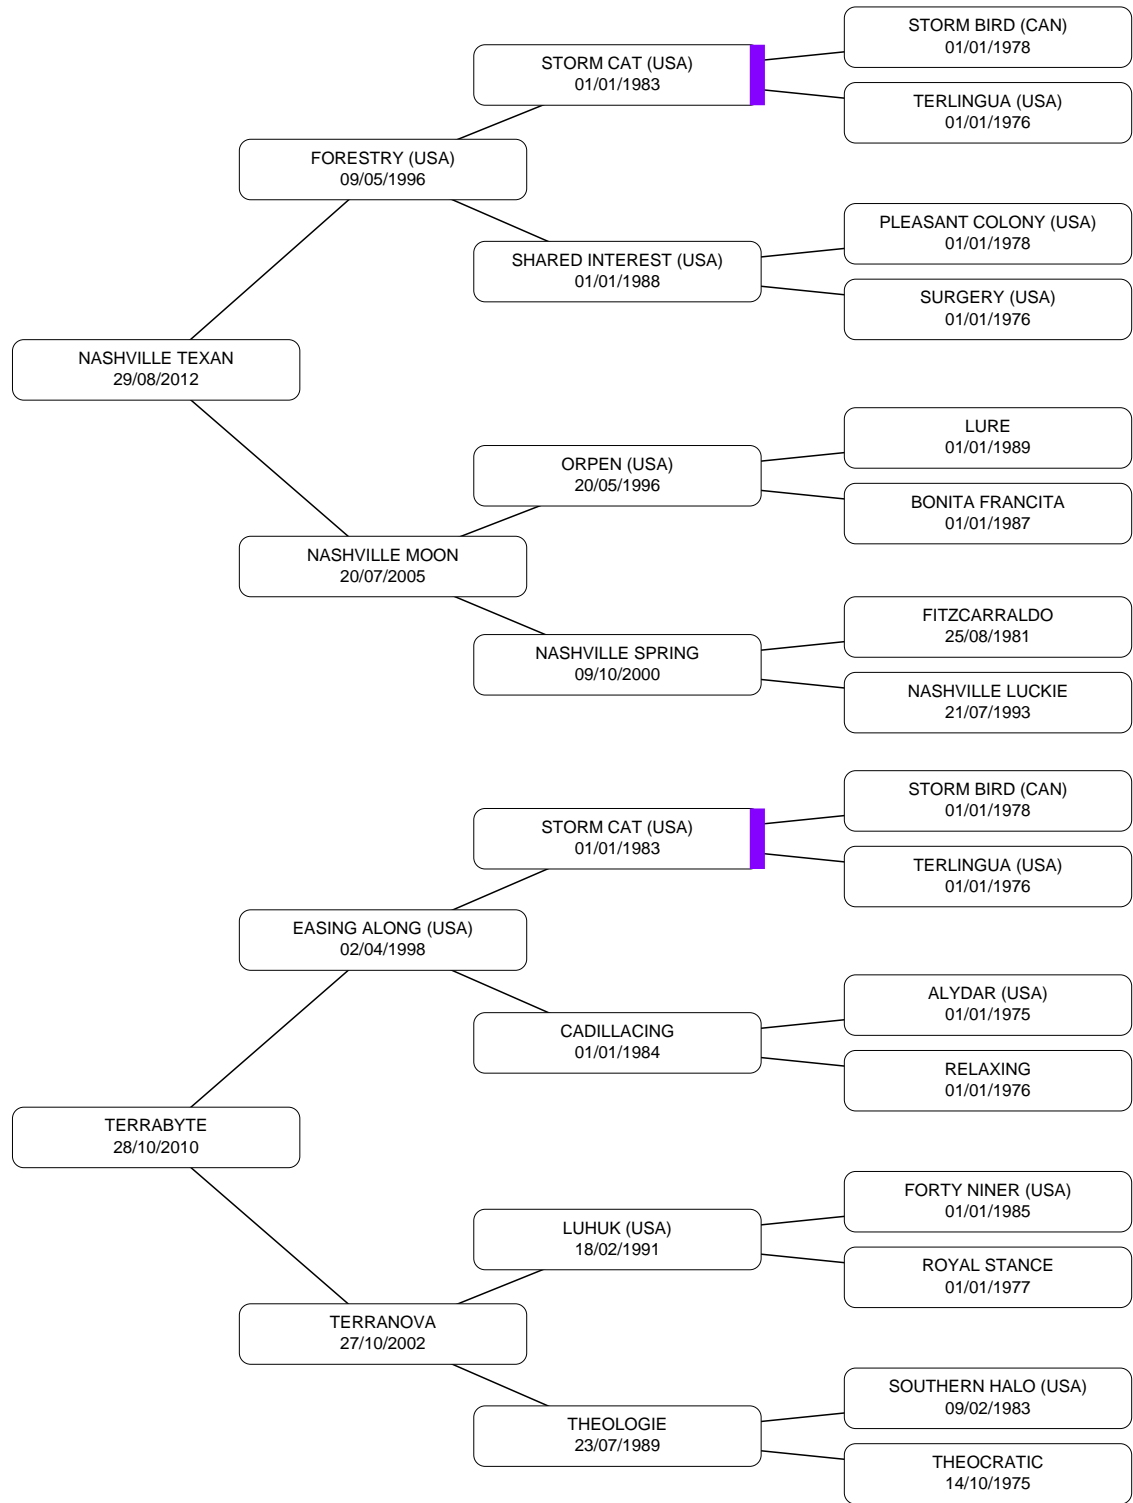 STORM BIRD (CAN)
01/01/1978
STORM CAT (USA)
01/01/1983
TERLINGUA (USA)
01/01/1976
FORESTRY (USA)
09/05/1996
PLEASANT COLONY (USA)
01/01/1978
SHARED INTEREST (USA)
01/01/1988
SURGERY (USA)
01/01/1976
NASHVILLE TEXAN
29/08/2012
LURE
01/01/1989
ORPEN (USA)
20/05/1996
BONITA FRANCITA
01/01/1987
NASHVILLE MOON
20/07/2005
FITZCARRALDO
25/08/1981
NASHVILLE SPRING
09/10/2000
NASHVILLE LUCKIE
21/07/1993
STORM BIRD (CAN)
01/01/1978
STORM CAT (USA)
01/01/1983
TERLINGUA (USA)
01/01/1976
EASING ALONG (USA)
02/04/1998
ALYDAR (USA)
01/01/1975
CADILLACING
01/01/1984
RELAXING
01/01/1976
TERRABYTE
28/10/2010
FORTY NINER (USA)
01/01/1985
LUHUK (USA)
18/02/1991
ROYAL STANCE
01/01/1977
TERRANOVA
27/10/2002
SOUTHERN HALO (USA)
09/02/1983
THEOLOGIE
23/07/1989
THEOCRATIC
14/10/1975